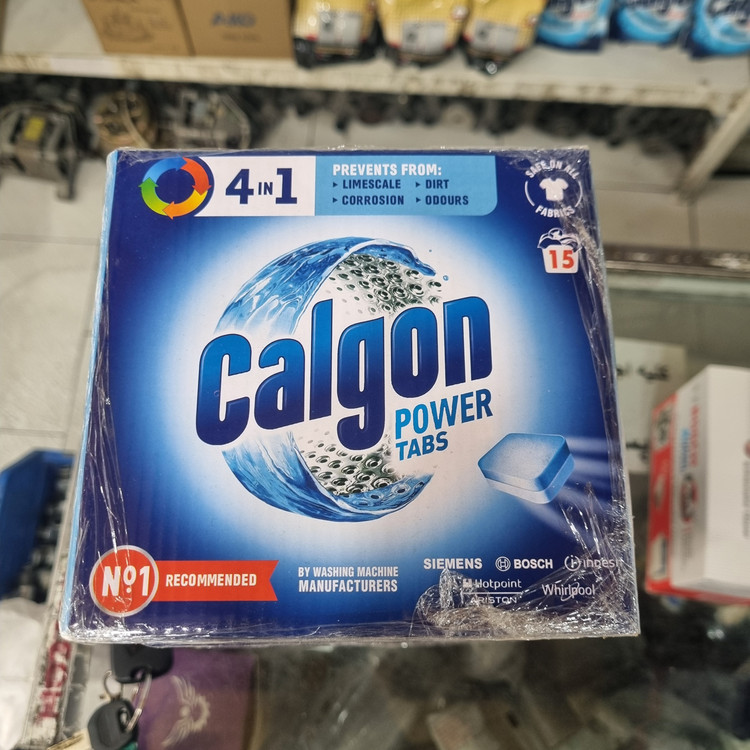 4 IN 1
PREVENTS FROM:
LIMESCALE
DIRT
CORROSION
ODOURS
SAFE ON ALL
FABRICS
15
Calgon
POWER
TABS
Nº1
RECOMMENDED
BY WASHING MACHINE
MANUFACTURERS
SIEMENS
BOSCH
indesit
Hotpoint
ARISTON
Whirlpool